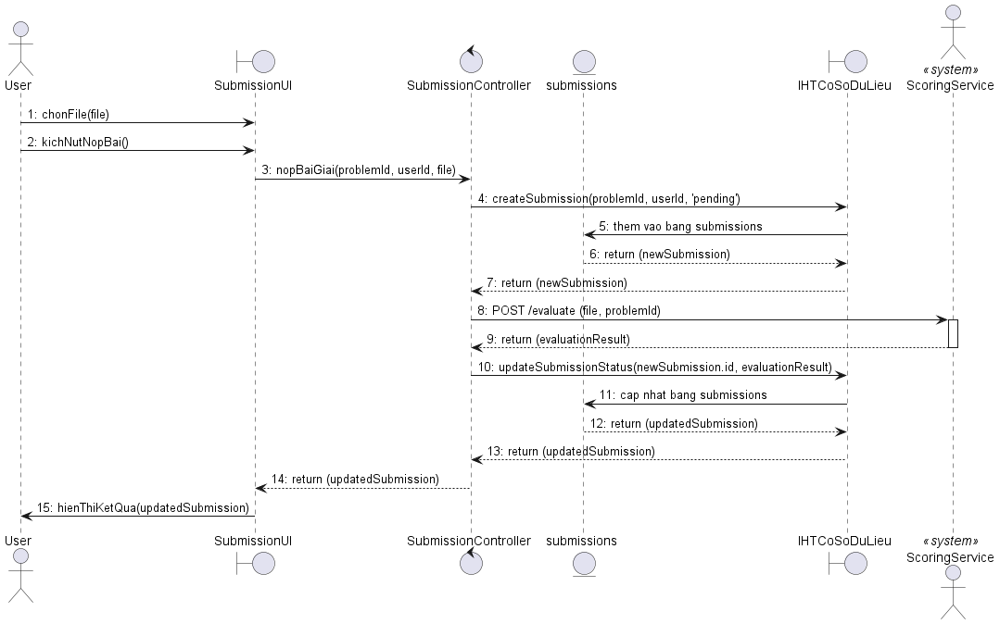 User
SubmissionUI
SubmissionController
submissions
IHTCoSoDuLieu
«system»
ScoringService
1: chonFile(file)
2: kichNutNopBai()
3: nopBaiGiai(problemId, userId, file)
4: createSubmission(problemId, userId, 'pending')
5: them vao bang submissions
6: return (newSubmission)
7: return (newSubmission)
8: POST /evaluate (file, problemId)
9: return (evaluationResult)
10: updateSubmissionStatus(newSubmission.id, evaluationResult)
11: cap nhat bang submissions
12: return (updatedSubmission)
13: return (updatedSubmission)
14: return (updatedSubmission)
15: hienThiKetQua(updatedSubmission)
User
SubmissionUI
SubmissionController
submissions
IHTCoSoDuLieu
«system»
ScoringService